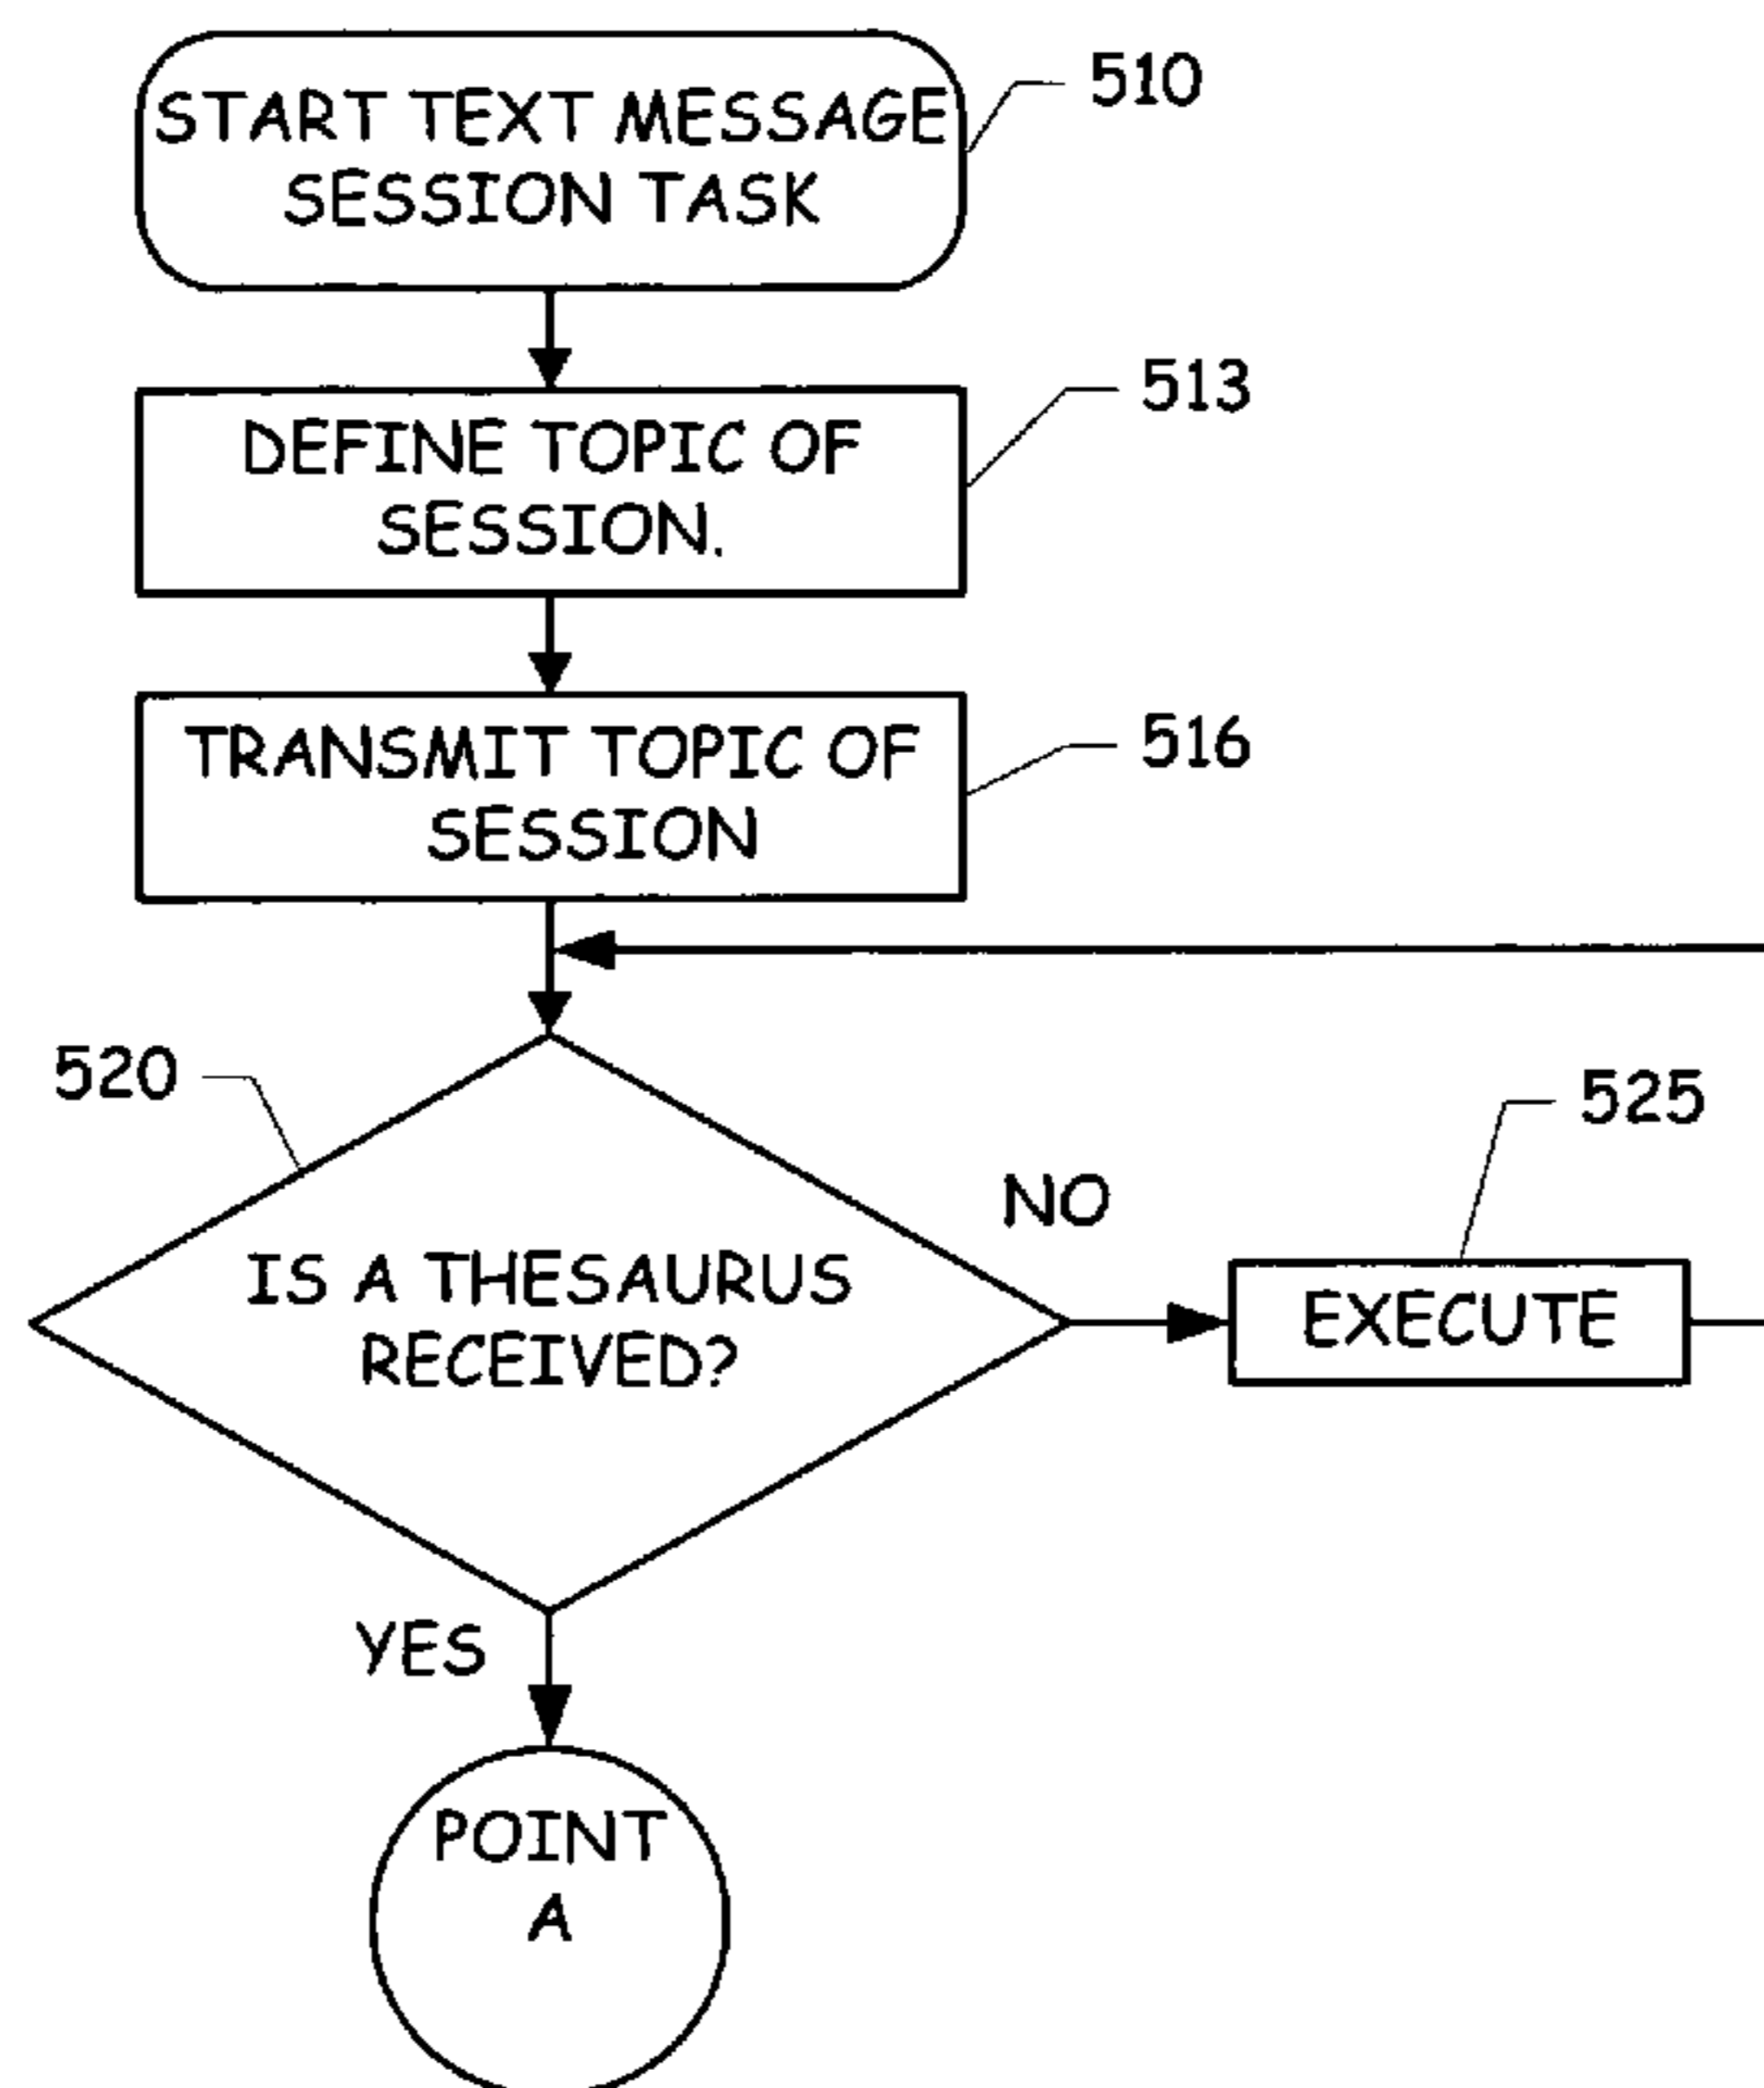 START TEXT MESSAGE
SESSION TASK
510
DEFINE TOPIC OF
SESSION.
513
TRANSMIT TOPIC OF
SESSION
516
520
IS A THESAURUS
RECEIVED?
NO
525
EXECUTE
YES
POINT
A